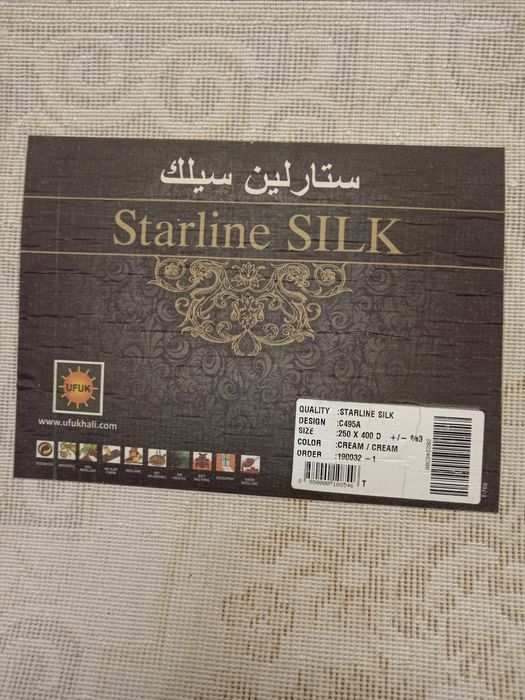 ستارلين سيلك
Starline SILK
UFUK
www.ufukhali.com
QUALITY :STARLINE SILK
DESIGN :C495A
SIZE :250 X 400 D +/- %3
COLOR :CREAM / CREAM
ORDER :190032 - 1
T